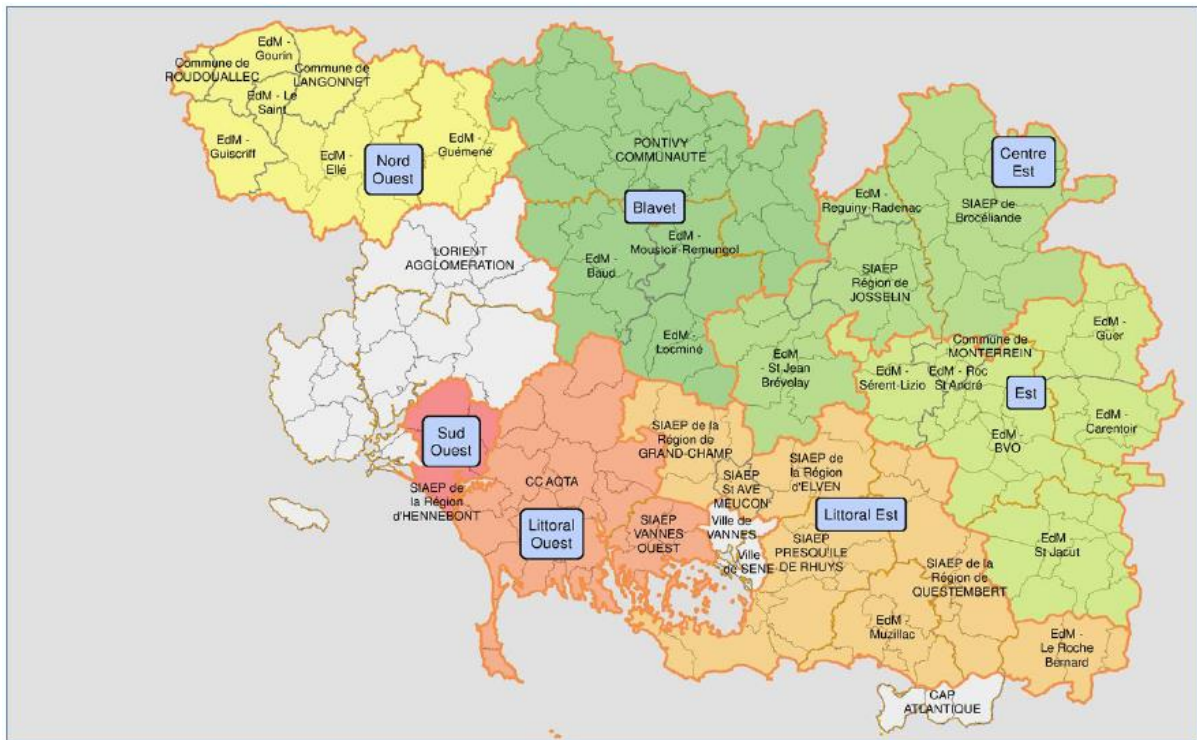 EdM -
Gourin
Commune de
ROUDOUALLEC
Commune de
LANGONNET
EdM - Le
Saint
EdM -
Guiscriff
EdM -
Ellé
Nord
Ouest
EdM -
Guémené
PONTIVY
COMMUNAUTE
Blavet
Centre
Est
EdM -
Reguiny-Radenac
SIAEP de
Brocéliande
EdM -
Moustoir-Remungol
EdM -
Baud
LORIENT
AGGLOMERATION
SIAEP
Région de
JOSSELIN
EdM -
Locminé
EdM -
St Jean
Brévelay
Commune de
MONTERREIN
EdM -
Guer
EdM -
Sérent-Lizio
EdM - Roc
St André
Est
EdM -
Carentoir
EdM -
BVO
Sud
Ouest
SIAEP de la
Région de
GRAND-CHAMP
SIAEP de
la Région
d'ELVEN
SIAEP
St AVE
MEUCON
SIAEP de
la Région
d'HENNEBONT
CC AQTA
Littoral
Ouest
SIAEP
VANNES
OUEST
Ville de
VANNES
Ville
de SENE
Littoral Est
SIAEP
PRESQU'ILE
DE RHUYS
SIAEP de la
Région de
QUESTEMBERT
EdM
St Jacut
EdM -
Muzillac
EdM -
La Roche
Bernard
CAP
ATLANTIQUE